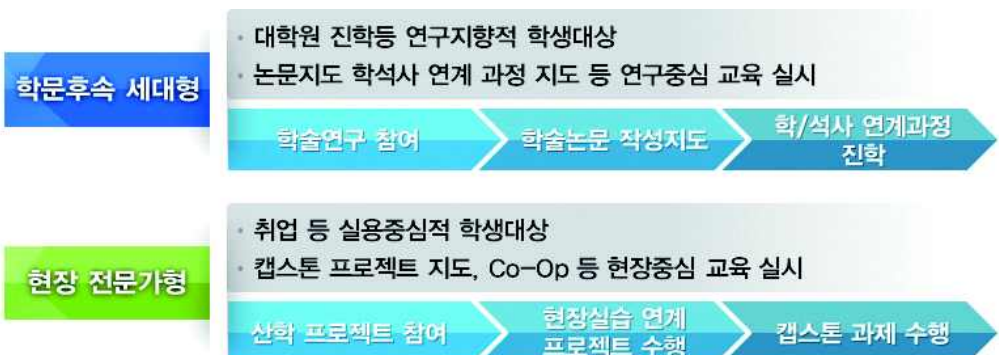 학문후속 세대형
· 대학원 진학등 연구지향적 학생대상
· 논문지도 학석사 연계 과정 지도 등 연구중심 교육 실시
학술연구 참여
학술논문 작성지도
학/석사 연계과정
진학
현장 전문가형
· 취업 등 실용중심적 학생대상
· 캡스톤 프로젝트 지도, Co-Op 등 현장중심 교육 실시
산학 프로젝트 참여
현장실습 연계
프로젝트 수행
캡스톤 과제 수행